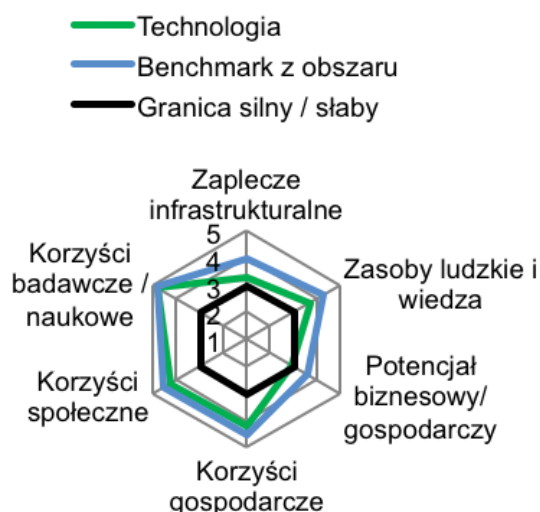 Technologia
Benchmark z obszaru
Granica silny / słaby
Zaplecze
infrastrukturalne
5
4
3
2
1
Zasoby ludzkie i
wiedza
Potencjał
biznesowy/
gospodarczy
Korzyści
gospodarcze
Korzyści
społeczne
Korzyści
badawcze /
naukowe